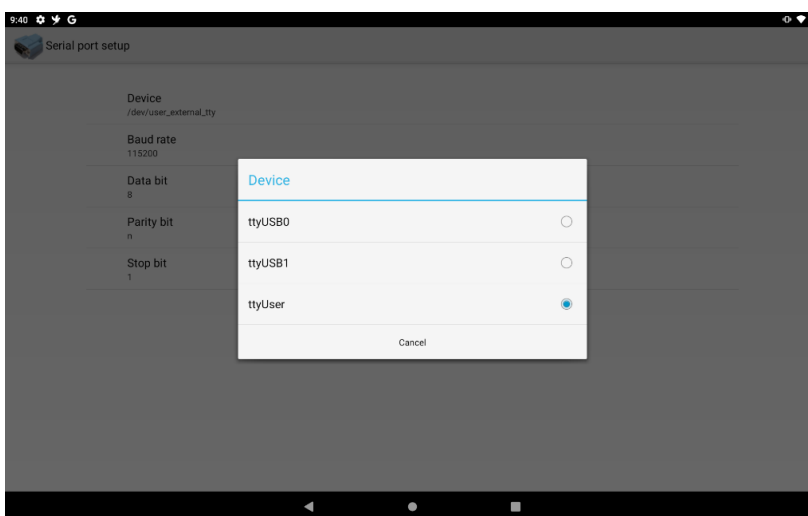 9:40 G
Serial port setup
Device
/dev/user_external_tty
Baud rate
115200
Data bit
8
Parity bit
n
Stop bit
1
Device
ttyUSB0
ttyUSB1
ttyUser
Cancel